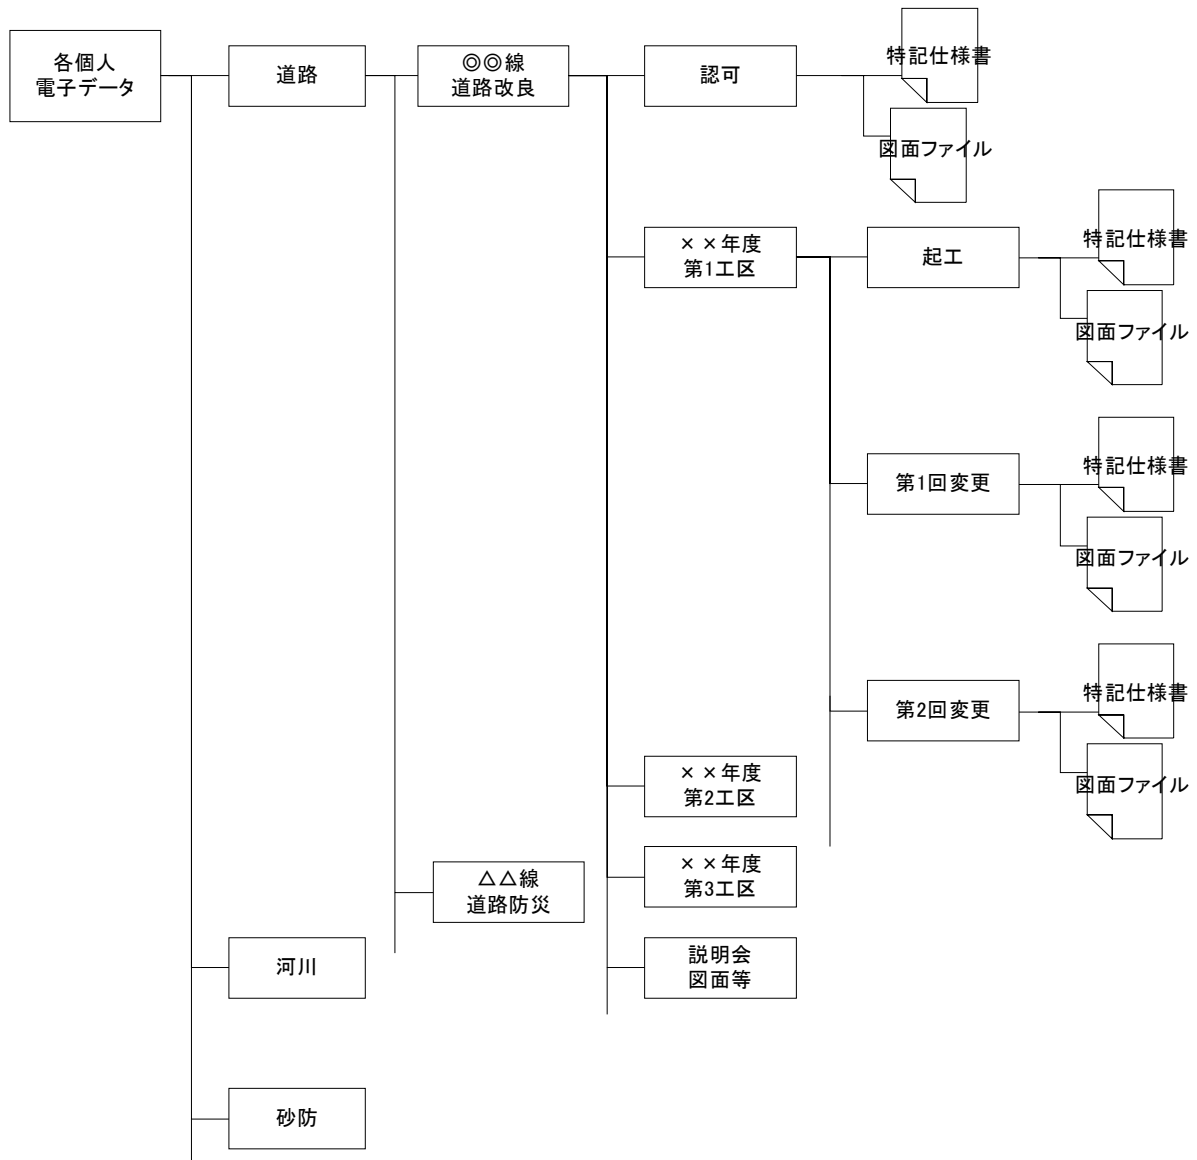 各個人
電子データ
道路
◎◎線
道路改良
認可
特記仕様書
図面ファイル
××年度
第1工区
起工
特記仕様書
図面ファイル
第1回変更
特記仕様書
図面ファイル
第2回変更
特記仕様書
図面ファイル
××年度
第2工区
××年度
第3工区
説明会
図面等
△△線
道路防災
河川
砂防